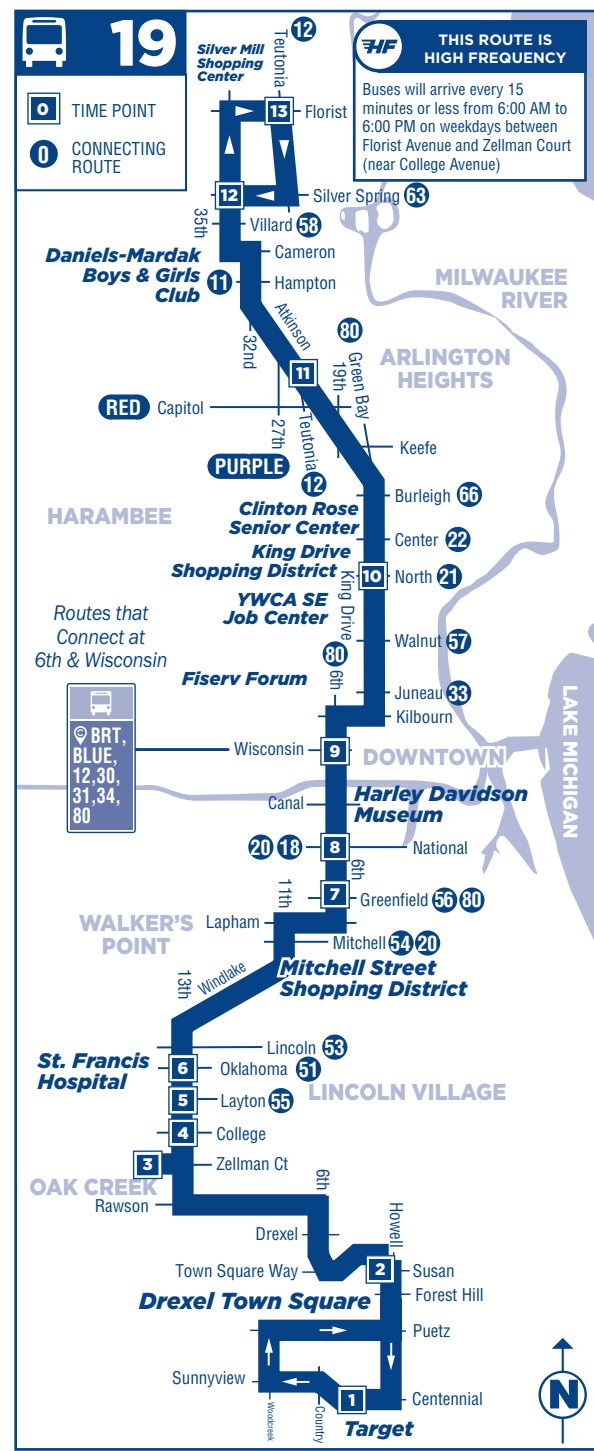 19
0 TIME POINT
0 CONNECTING
ROUTE
HF
THIS ROUTE IS
HIGH FREQUENCY
Buses will arrive every 15
minutes or less from 6:00 AM to
6:00 PM on weekdays between
Florist Avenue and Zellman Court
(near College Avenue)
Silver Mill
Shopping
Center
Teutonia
12
13
Florist
12
Silver Spring 63
35th
Villard 58
Cameron
Daniels-Mardak
Boys & Girls
Club
11
Hampton
MILWAUKEE
RIVER
Atkinson
32nd
80
Green Bay
19th
ARLINGTON
HEIGHTS
11
RED Capitol
27th
Teutonia
12
PURPLE
Keefe
Burleigh 66
HARAMBEE
Clinton Rose
Senior Center
Center 22
King Drive
Shopping District
10
North 21
King Drive
YWCA SE
Job Center
Routes that
Connect at
6th & Wisconsin
Walnut 57
80
6th
Fiserv Forum
Juneau 33
Kilbourn
LAKE MICHIGAN
C BRT,
BLUE,
12,30,
31,34,
80
Wisconsin
9
DOWNTOWN
Canal
Harley Davidson
Museum
20 18
8
National
6th
7
11th
Greenfield 56 80
WALKER'S
POINT
Lapham
Mitchell 54 20
Mitchell Street
Shopping District
Windlake
13th
Lincoln 53
St. Francis
Hospital
6
Oklahoma 51
LINCOLN VILLAGE
5
Layton 55
4
College
3
Zellman Ct
OAK CREEK
Rawson
6th
Drexel
Howell
Town Square Way
2
Susan
Forest Hill
Drexel Town Square
Puetz
Sunnyview
Woodcreek
Country
1
Centennial
Target
N